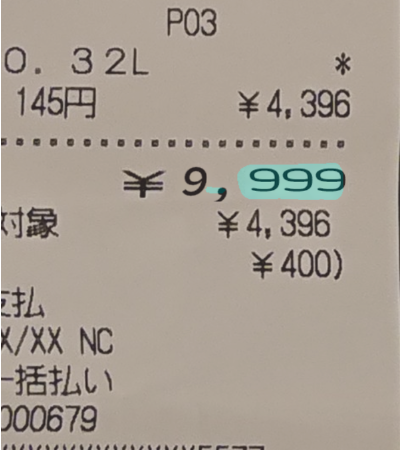 P03
0.32L *
145円 ¥4,396
¥9,999
対象 ¥4,396
¥400)
支払
X/XX NC
一括払い
000679